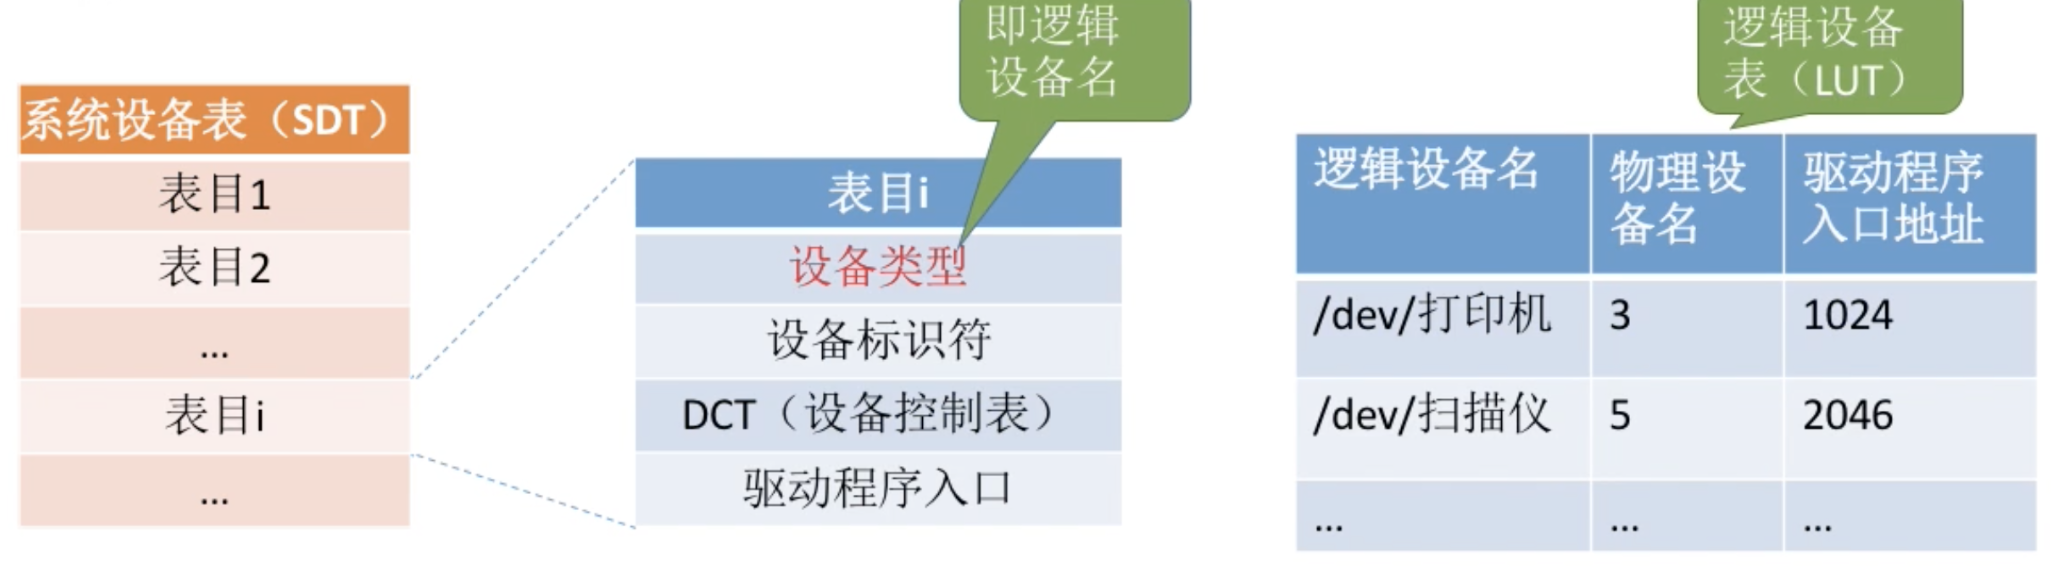 即逻辑
设备名
逻辑设备
表（LUT）
系统设备表（SDT）
表目1
表目2
...
表目i
...
表目i
设备类型
设备标识符
DCT（设备控制表）
驱动程序入口
逻辑设备名
物理设
备名
驱动程序
入口地址
/dev/打印机
3
1024
/dev/扫描仪
5
2046
...
...
...